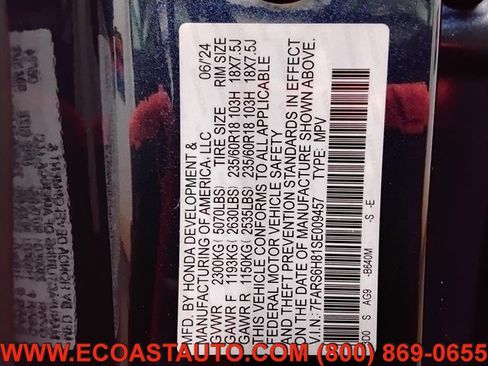 MFD. BY HONDA DEVELOPMENT & 06/24
MANUFACTURING OF AMERICA, LLC
TIRE SIZE RIM SIZE
GVWR 2300KG( 5070LBS) 235/60R18 103H 18X7.5J
GAWR F 1193KG( 2630LBS) 235/60R18 103H 18X7.5J
GAWR R 1150KG( 2535LBS)
THIS VEHICLE CONFORMS TO ALL APPLICABLE
FEDERAL MOTOR VEHICLE SAFETY
AND THEFT PREVENTION STANDARDS IN EFFECT
ON THE DATE OF MANUFACTURE SHOWN ABOVE.
V.I.N.: 7FARS6H81SE009457 TYPE: MPV
S AG9 -B640M -S -E
WWW.ECOASTAUTO.COM (800) 869-0655